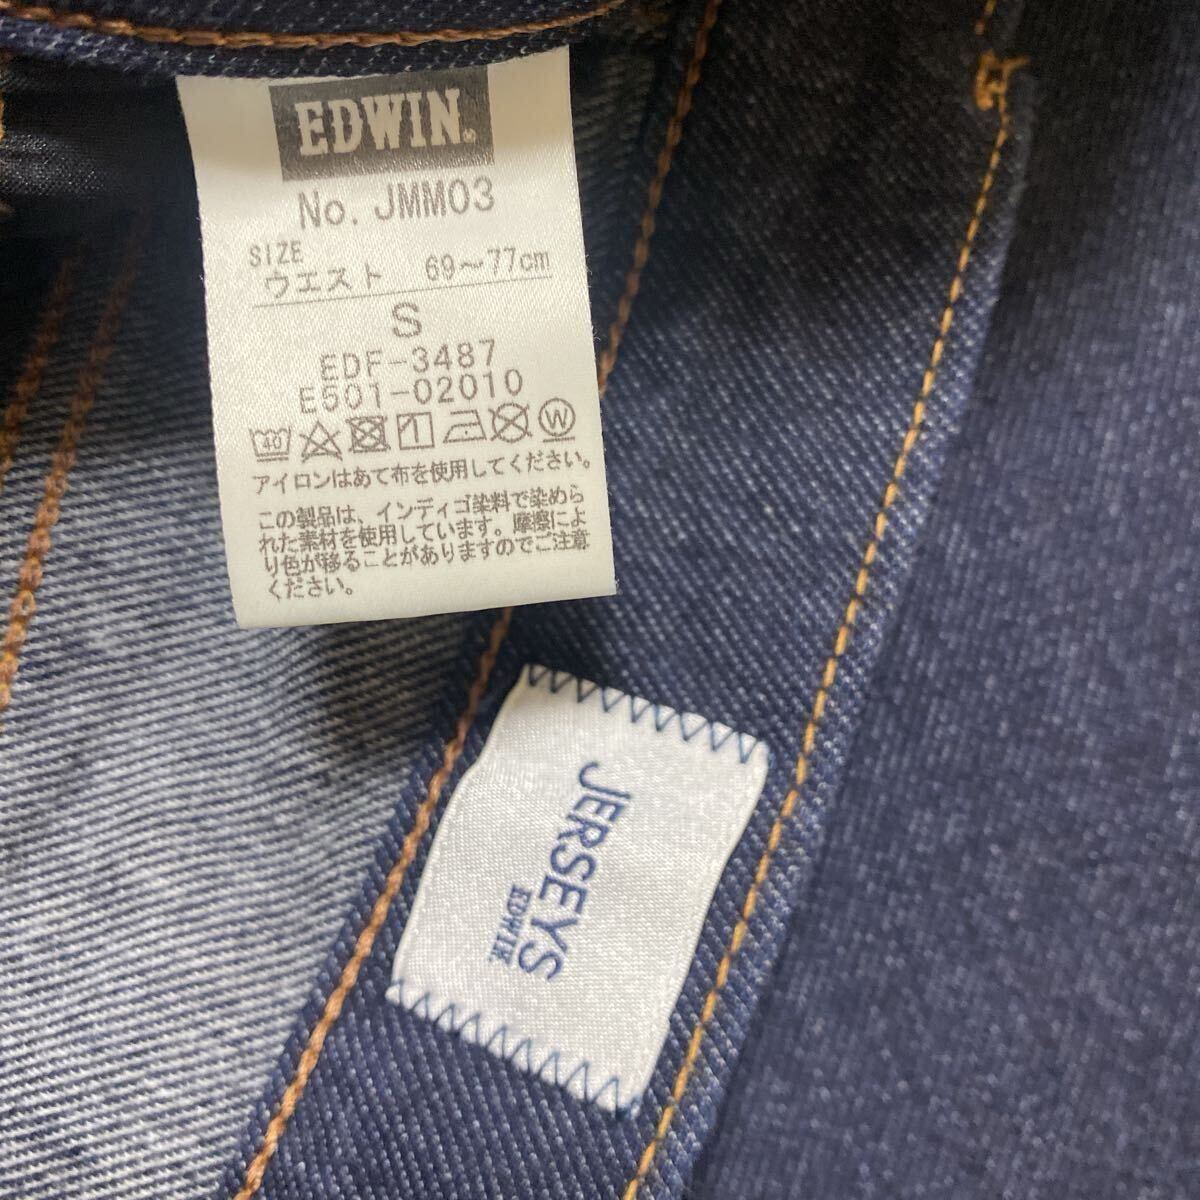 EDWIN®
No. JMM03
SIZE
ウエスト 69～77cm
S
EDF-3487
E501-02010
40 1 W
アイロンはあて布を使用してください。
この製品は、インディゴ染料で染めら
れた素材を使用しています。摩擦によ
り色が移ることがありますのでご注意
ください。
JERSEYS
EDWIN